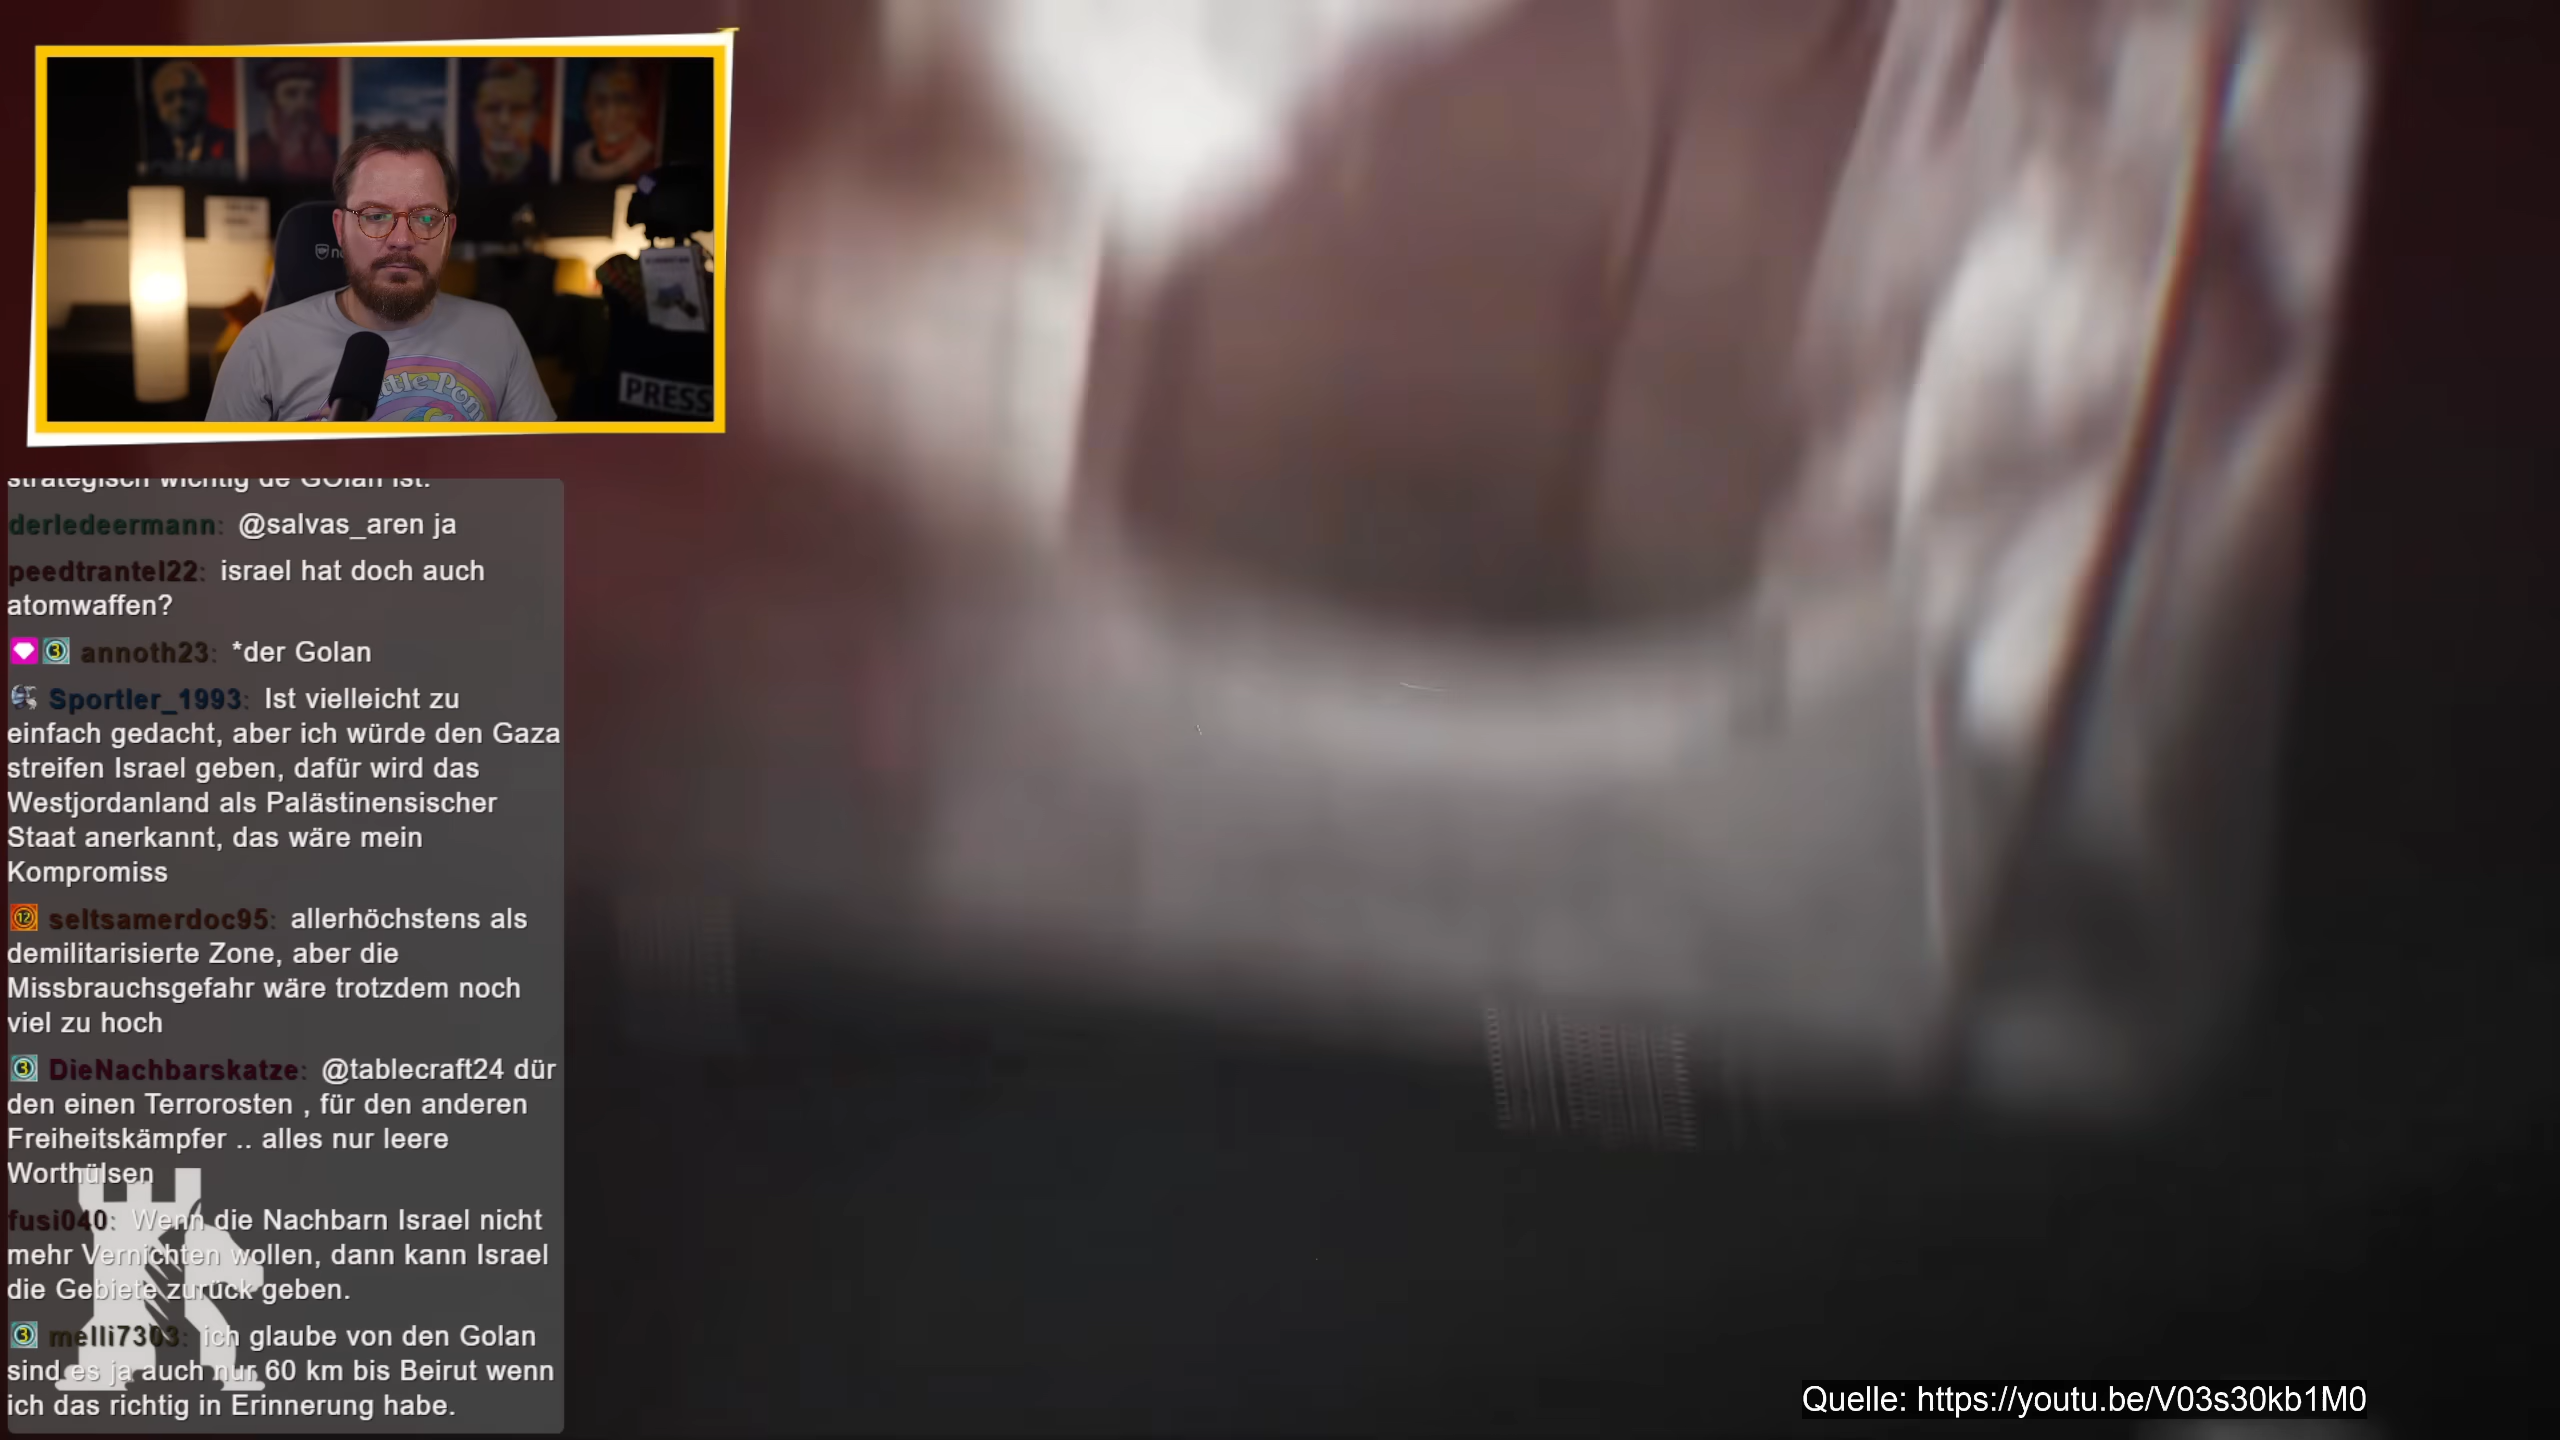 PRESS
strategisch wichtig de GOlan ist.
derledeermann: @salvas_aren ja
peedtrantel22: israel hat doch auch
atomwaffen?
annoth23: *der Golan
Sportler_1993: Ist vielleicht zu
einfach gedacht, aber ich würde den Gaza
streifen Israel geben, dafür wird das
Westjordanland als Palästinensischer
Staat anerkannt, das wäre mein
Kompromiss
seltsamerdoc95: allerhöchstens als
demilitarisierte Zone, aber die
Missbrauchsgefahr wäre trotzdem noch
viel zu hoch
DieNachbarskatze: @tablecraft24 dür
den einen Terrorosten , für den anderen
Freiheitskämpfer .. alles nur leere
Worthülsen
fusi040: Wenn die Nachbarn Israel nicht
mehr Vernichten wollen, dann kann Israel
die Gebiete zurück geben.
melli7303: ich glaube von den Golan
sind es ja auch nur 60 km bis Beirut wenn
ich das richtig in Erinnerung habe.
Quelle: https://youtu.be/V03s30kb1M0